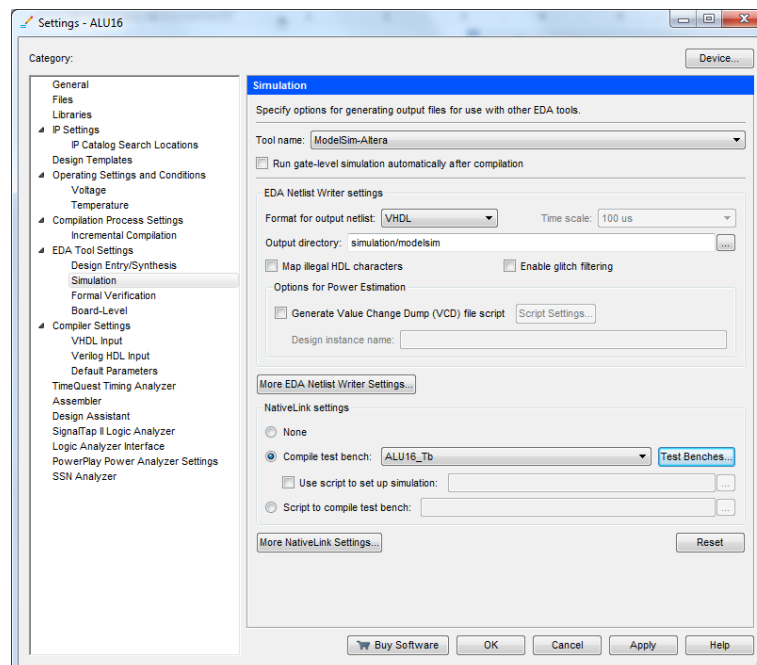 Settings - ALU16
Category:
Device...
General
Files
Libraries
IP Settings
IP Catalog Search Locations
Design Templates
Operating Settings and Conditions
Voltage
Temperature
Compilation Process Settings
Incremental Compilation
EDA Tool Settings
Design Entry/Synthesis
Simulation
Formal Verification
Board-Level
Compiler Settings
VHDL Input
Verilog HDL Input
Default Parameters
TimeQuest Timing Analyzer
Assembler
Design Assistant
SignalTap II Logic Analyzer
Logic Analyzer Interface
PowerPlay Power Analyzer Settings
SSN Analyzer
Simulation
Specify options for generating output files for use with other EDA tools.
Tool name: ModelSim-Altera
Run gate-level simulation automatically after compilation
EDA Netlist Writer settings
Format for output netlist: VHDL Time scale: 100 us
Output directory: simulation/modelsim ...
Map illegal HDL characters Enable glitch filtering
Options for Power Estimation
Generate Value Change Dump (VCD) file script Script Settings...
Design instance name:
More EDA Netlist Writer Settings...
NativeLink settings
None
Compile test bench: ALU16_Tb Test Benches...
Use script to set up simulation: ...
Script to compile test bench: ...
More NativeLink Settings... Reset
Buy Software OK Cancel Apply Help